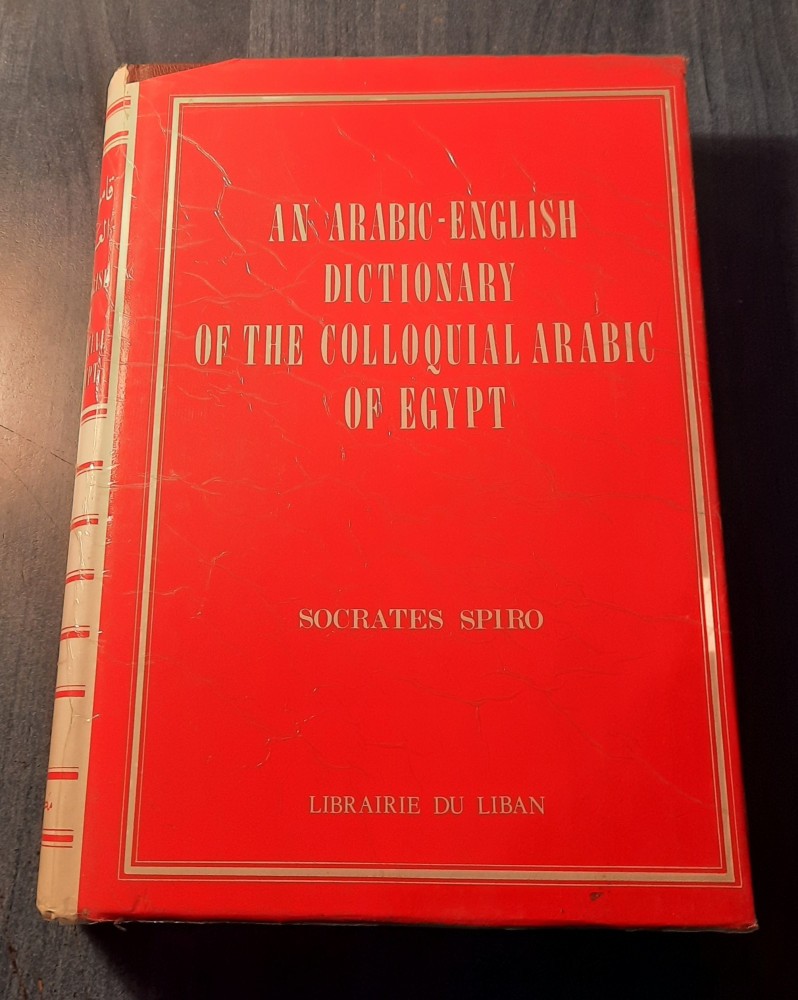 AN ARABIC-ENGLISH
DICTIONARY
OF THE COLLOQUIAL ARABIC
OF EGYPT
SOCRATES SPIRO
LIBRAIRIE DU LIBAN